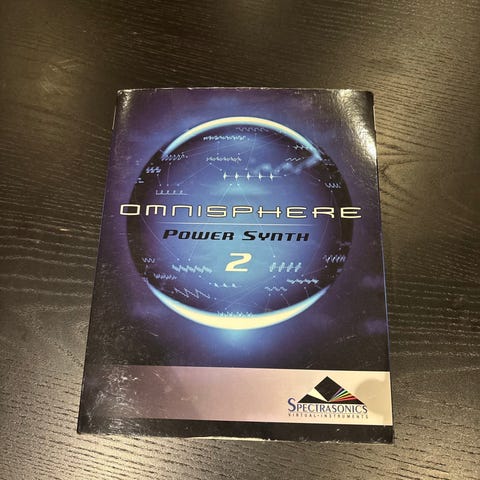 OMNISPHERE
POWER SYNTH
2
SPECTRASONICS
VIRTUAL • INSTRUMENTS